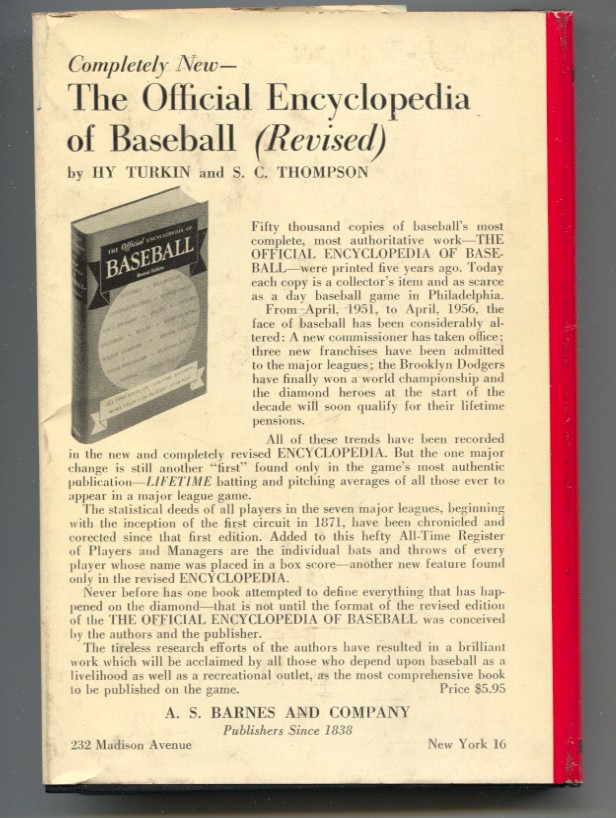 Completely New—
The Official Encyclopedia
of Baseball (Revised)
by HY TURKIN and S. C. THOMPSON
THE Official ENCYCLOPEDIA OF
BASEBALL
Revised Edition
Fifty thousand copies of baseball's most
complete, most authoritative work—THE
OFFICIAL ENCYCLOPEDIA OF BASE-
BALL—were printed five years ago. Today
each copy is a collector's item and as scarce
as a day baseball game in Philadelphia.
From April, 1951, to April, 1956, the
face of baseball has been considerably al-
tered: A new commissioner has taken office;
three new franchises have been admitted
to the major leagues; the Brooklyn Dodgers
have finally won a world championship and
the diamond heroes at the start of the
decade will soon qualify for their lifetime
pensions.
All of these trends have been recorded
in the new and completely revised ENCYCLOPEDIA. But the one major
change is still another "first" found only in the game's most authentic
publication—LIFETIME batting and pitching averages of all those ever to
appear in a major league game.
The statistical deeds of all players in the seven major leagues, beginning
with the inception of the first circuit in 1871, have been chronicled and
corected since that first edition. Added to this hefty All-Time Register
of Players and Managers are the individual bats and throws of every
player whose name was placed in a box score—another new feature found
only in the revised ENCYCLOPEDIA.
Never before has one book attempted to define everything that has hap-
pened on the diamond—that is not until the format of the revised edition
of the THE OFFICIAL ENCYCLOPEDIA OF BASEBALL was conceived
by the authors and the publisher.
The tireless research efforts of the authors have resulted in a brilliant
work which will be acclaimed by all those who depend upon baseball as a
livelihood as well as a recreational outlet, as the most comprehensive book
to be published on the game. Price $5.95
A. S. BARNES AND COMPANY
Publishers Since 1838
232 Madison Avenue New York 16